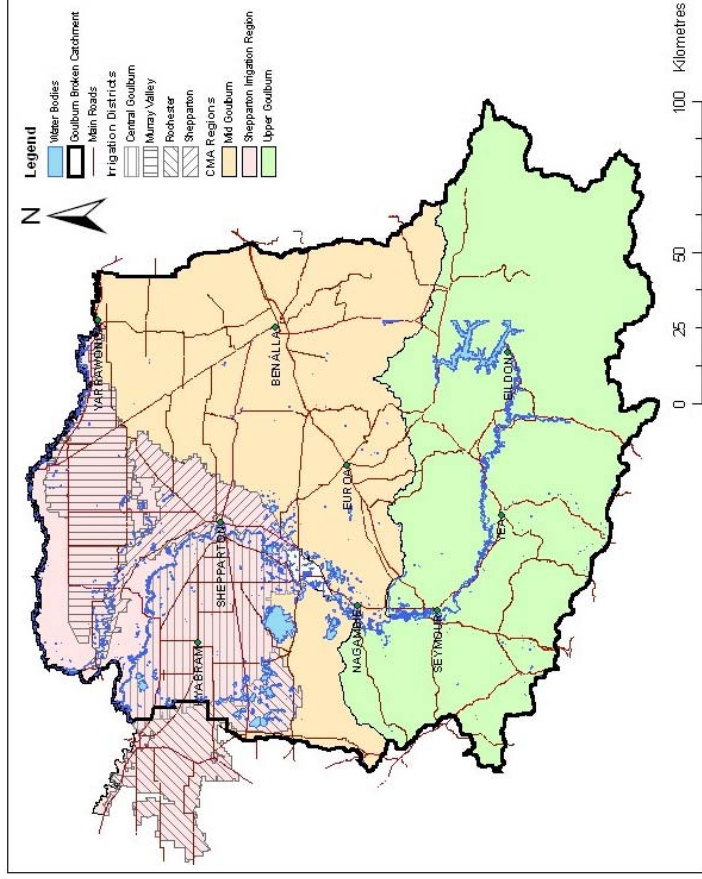 N
Legend
Water Bodies
Goulburn Broken Catchment
Main Roads
Irrigation Districts
Central Goulburn
Murray Valley
Rochester
Shepparton
CMA Regions
Mid Goulburn
Shepparton Irrigation Region
Upper Goulburn
YARRAWONGA
SHEPPARTON
KYABRAM
BENALLA
EUROA
NAGAMBIE
SEYMOUR
YEA
EILDON
0 25 50 100
Kilometres